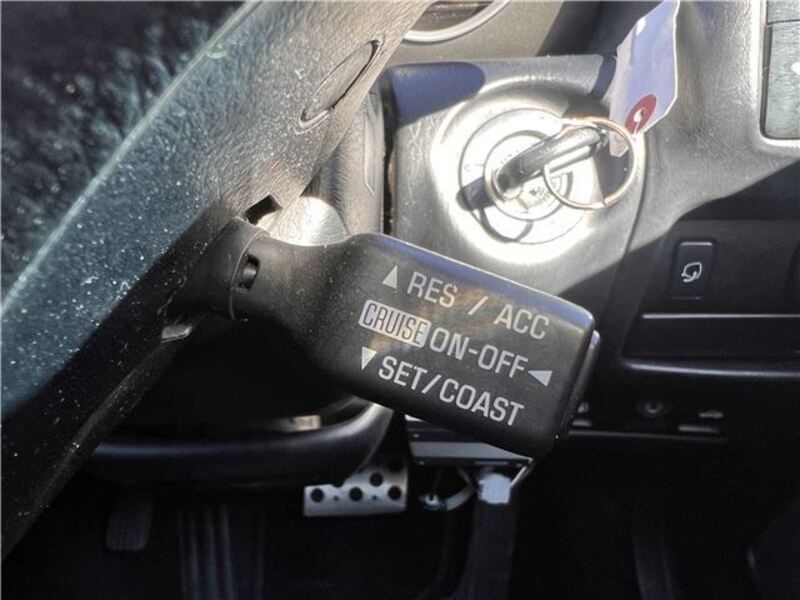 ▲ RES / ACC
CRUISE ON-OFF ◄
▼ SET/COAST